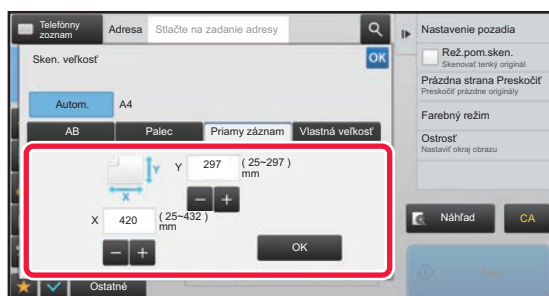 Telefónny
zoznam
Adresa
Stlačte na zadanie adresy
Nastavenie pozadia
Sken. veľkosť
OK
Rež.pom.sken.
Skenovať tenký originál
Prázdna strana Preskočiť
Preskočiť prázdne originály
Autom.
A4
Farebný režim
AB
Palec
Priamy záznam
Vlastná veľkosť
Ostrosť
Nastaviť okraj obrazu
Y
Y
297
( 25~297 )
mm
X
X
420
( 25~432 )
mm
OK
Náhľad
CA
Ostatné
Štart